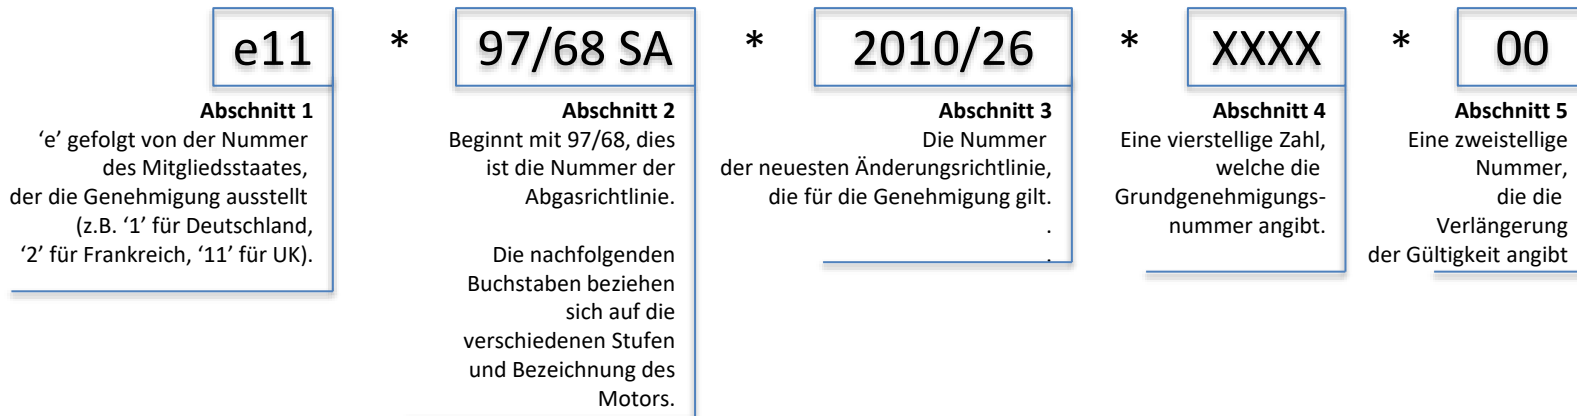 e11 * 97/68 SA * 2010/26 * XXXX * 00
Abschnitt 1
‘e’ gefolgt von der Nummer
des Mitgliedsstaates,
der die Genehmigung ausstellt
(z.B. ‘1’ für Deutschland,
‘2’ für Frankreich, ‘11’ für UK).
Abschnitt 2
Beginnt mit 97/68, dies
ist die Nummer der
Abgasrichtlinie.
Die nachfolgenden
Buchstaben beziehen
sich auf die
verschiedenen Stufen
und Bezeichnung des
Motors.
Abschnitt 3
Die Nummer
der neuesten Änderungsrichtlinie,
die für die Genehmigung gilt.
.
.
Abschnitt 4
Eine vierstellige Zahl,
welche die
Grundgenehmigungs-
nummer angibt.
Abschnitt 5
Eine zweistellige
Nummer,
die die
Verlängerung
der Gültigkeit angibt